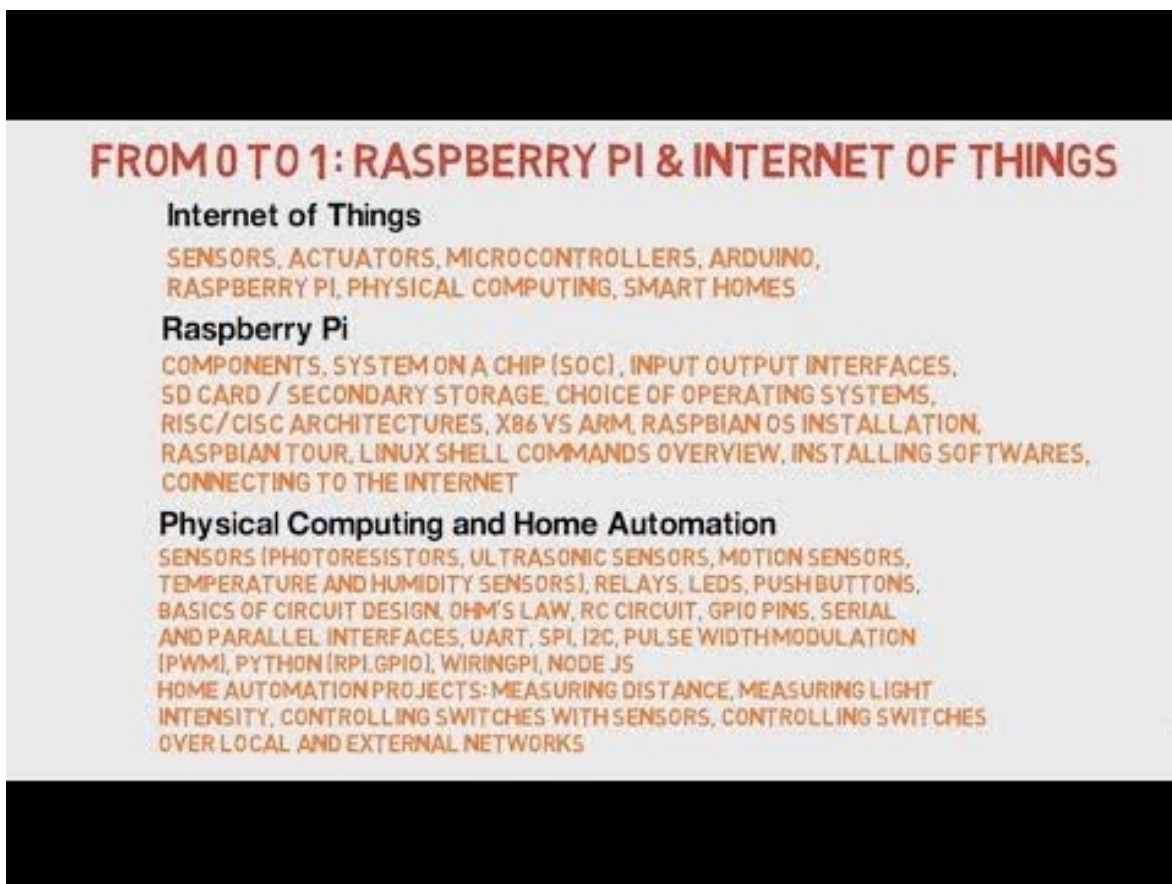 FROM 0 TO 1: RASPBERRY PI & INTERNET OF THINGS
Internet of Things
SENSORS, ACTUATORS, MICROCONTROLLERS, ARDUINO,
RASPBERRY PI, PHYSICAL COMPUTING, SMART HOMES
Raspberry Pi
COMPONENTS, SYSTEM ON A CHIP (SOC), INPUT OUTPUT INTERFACES,
SD CARD / SECONDARY STORAGE, CHOICE OF OPERATING SYSTEMS,
RISC/CISC ARCHITECTURES, X86 VS ARM, RASPBIAN OS INSTALLATION,
RASPBIAN TOUR, LINUX SHELL COMMANDS OVERVIEW, INSTALLING SOFTWARES,
CONNECTING TO THE INTERNET
Physical Computing and Home Automation
SENSORS (PHOTORESISTORS, ULTRASONIC SENSORS, MOTION SENSORS,
TEMPERATURE AND HUMIDITY SENSORS), RELAYS, LEDS, PUSH BUTTONS,
BASICS OF CIRCUIT DESIGN, OHM'S LAW, RC CIRCUIT, GPIO PINS, SERIAL
AND PARALLEL INTERFACES, UART, SPI, I2C, PULSE WIDTH MODULATION
(PWM), PYTHON (RPI.GPIO), WIRINGPI, NODE JS
HOME AUTOMATION PROJECTS: MEASURING DISTANCE, MEASURING LIGHT
INTENSITY, CONTROLLING SWITCHES WITH SENSORS, CONTROLLING SWITCHES
OVER LOCAL AND EXTERNAL NETWORKS